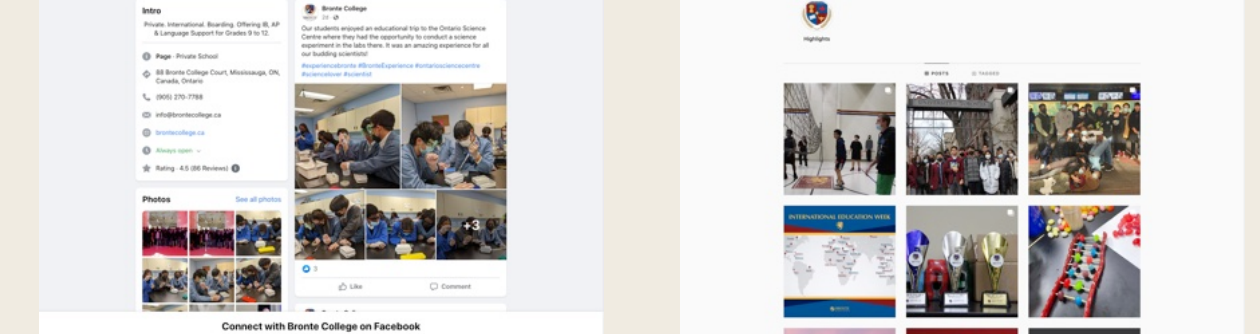 Intro
Private. International. Boarding. Offering IB, AP
& Language Support for Grades 9 to 12.
Page · Private School
88 Bronte College Court, Mississauga, ON,
Canada, Ontario
(905) 270-7788
info@brontecollege.ca
brontecollege.ca
Always open
Rating · 4.5 (86 Reviews)
Photos
See all photos
Bronte College
2d
Our students enjoyed an educational trip to the Ontario Science
Centre where they had the opportunity to conduct a science
experiment in the labs there. It was an amazing experience for all
our budding scientists!
#experiencebronte #BronteExperience #ontariosciencecentre
#sciencelover #scientist
+3
3
Like
Comment
Connect with Bronte College on Facebook
Highlights
POSTS
TAGGED
INTERNATIONAL EDUCATION WEEK